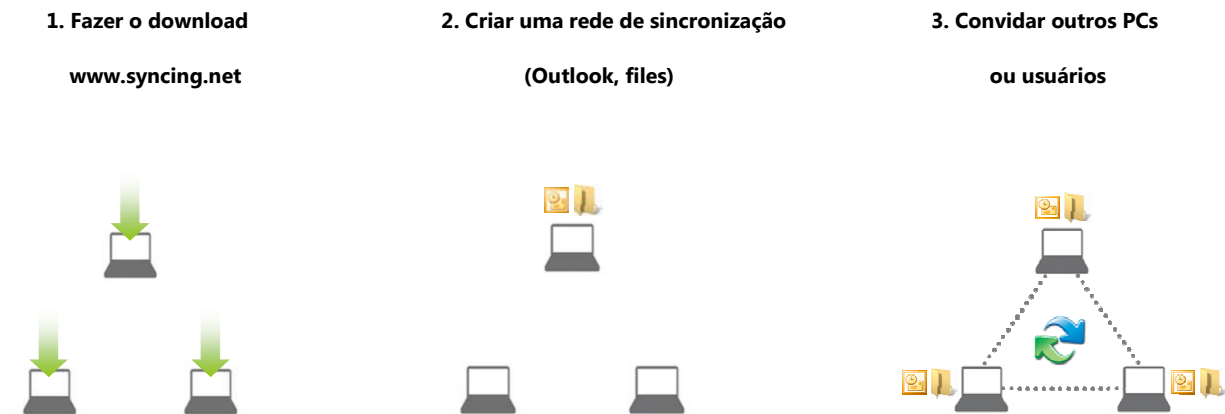 1. Fazer o download
www.syncing.net
2. Criar uma rede de sincronização
(Outlook, files)
3. Convidar outros PCs
ou usuários